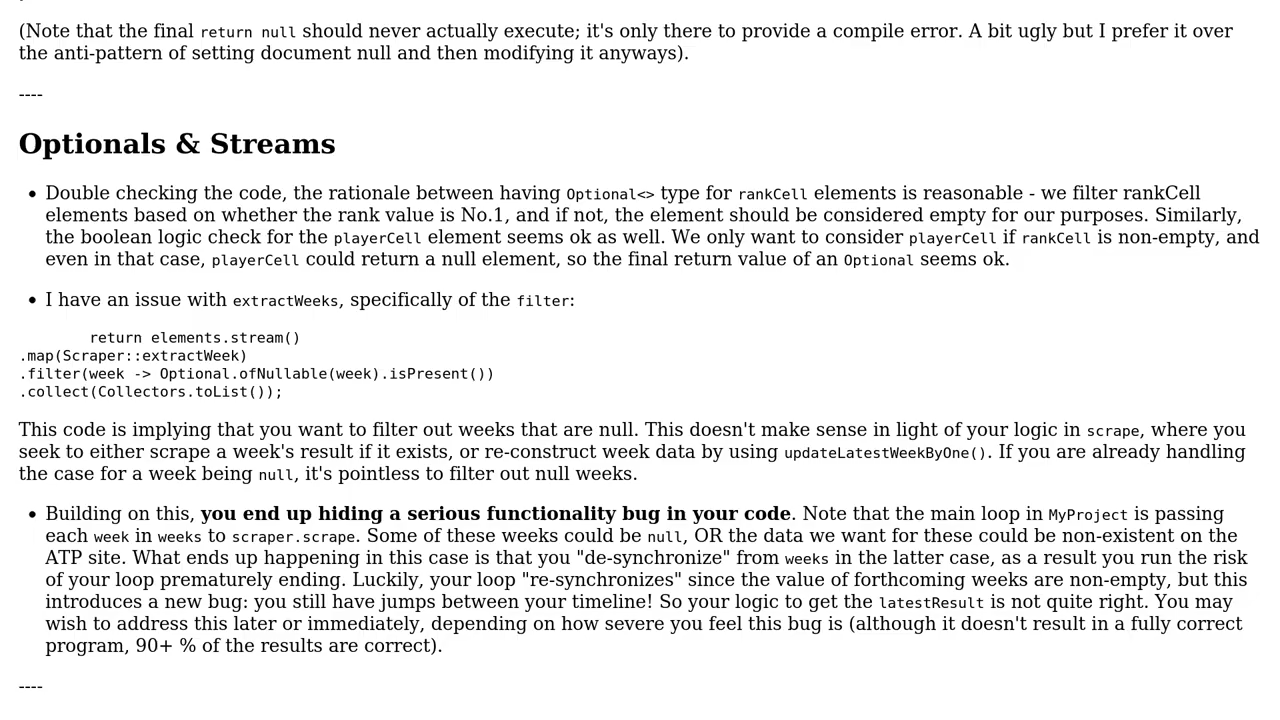 (Note that the final return null should never actually execute; it's only there to provide a compile error. A bit ugly but I prefer it over
the anti-pattern of setting document null and then modifying it anyways).
----
Optionals & Streams
• Double checking the code, the rationale between having Optional<> type for rankCell elements is reasonable - we filter rankCell
elements based on whether the rank value is No.1, and if not, the element should be considered empty for our purposes. Similarly,
the boolean logic check for the playerCell element seems ok as well. We only want to consider playerCell if rankCell is non-empty, and
even in that case, playerCell could return a null element, so the final return value of an Optional seems ok.
• I have an issue with extractWeeks, specifically of the filter:
return elements.stream()
.map(Scraper::extractWeek)
.filter(week -> Optional.ofNullable(week).isPresent())
.collect(Collectors.toList());
This code is implying that you want to filter out weeks that are null. This doesn't make sense in light of your logic in scrape, where you
seek to either scrape a week's result if it exists, or re-construct week data by using updateLatestWeekByOne(). If you are already handling
the case for a week being null, it's pointless to filter out null weeks.
• Building on this, you end up hiding a serious functionality bug in your code. Note that the main loop in MyProject is passing
each week in weeks to scraper.scrape. Some of these weeks could be null, OR the data we want for these could be non-existent on the
ATP site. What ends up happening in this case is that you "de-synchronize" from weeks in the latter case, as a result you run the risk
of your loop prematurely ending. Luckily, your loop "re-synchronizes" since the value of forthcoming weeks are non-empty, but this
introduces a new bug: you still have jumps between your timeline! So your logic to get the latestResult is not quite right. You may
wish to address this later or immediately, depending on how severe you feel this bug is (although it doesn't result in a fully correct
program, 90+ % of the results are correct).
----